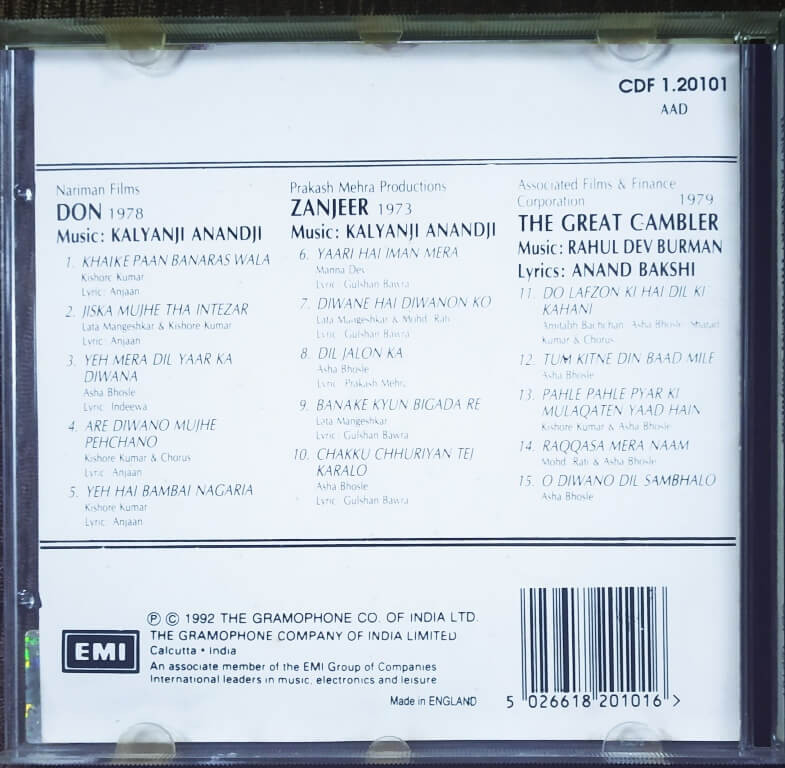 CDF 1.20101
AAD
Nariman Films
DON 1978
Music: KALYANJI ANANDJI
1. KHAIKE PAAN BANARAS WALA
Kishore Kumar
Lyric: Anjaan
2. JISKA MUJHE THA INTEZAR
Lata Mangeshkar & Kishore Kumar
Lyric: Anjaan
3. YEH MERA DIL YAAR KA
DIWANA
Asha Bhosle
Lyric: Indeewa
4. ARE DIWANO MUJHE
PEHCHANO
Kishore Kumar & Chorus
Lyric: Anjaan
5. YEH HAI BAMBAI NAGARIA
Kishore Kumar
Lyric: Anjaan
Prakash Mehra Productions
ZANJEER 1973
Music: KALYANJI ANANDJI
6. YAARI HAI IMAN MERA
Manna Dey
Lyric: Gulshan Bawra
7. DIWANE HAI DIWANON KO
Lata Mangeshkar & Mohd. Rafi
Lyric: Gulshan Bawra
8. DIL JALON KA
Asha Bhosle
Lyric: Prakash Mehra
9. BANAKE KYUN BIGADA RE
Lata Mangeshkar
Lyric: Gulshan Bawra
10. CHAKKU CHHURIYAN TEJ
KARALO
Asha Bhosle
Lyric: Gulshan Bawra
Associated Films & Finance
Corporation 1979
THE GREAT GAMBLER
Music: RAHUL DEV BURMAN
Lyrics: ANAND BAKSHI
11. DO LAFZON KI HAI DIL KI
KAHANI
Amitabh Bachchan, Asha Bhosle, Sharad
Kumar & Chorus
12. TUM KITNE DIN BAAD MILE
Asha Bhosle
13. PAHLE PAHLE PYAR KI
MULAQATEN YAAD HAIN
Kishore Kumar & Asha Bhosle
14. RAQQASA MERA NAAM
Mohd. Rafi & Asha Bhosle
15. O DIWANO DIL SAMBHALO
Asha Bhosle
EMI
Ⓟ © 1992 THE GRAMOPHONE CO. OF INDIA LTD.
THE GRAMOPHONE COMPANY OF INDIA LIMITED
Calcutta • India
An associate member of the EMI Group of Companies
International leaders in music, electronics and leisure
Made in ENGLAND
5 026618 201016 >